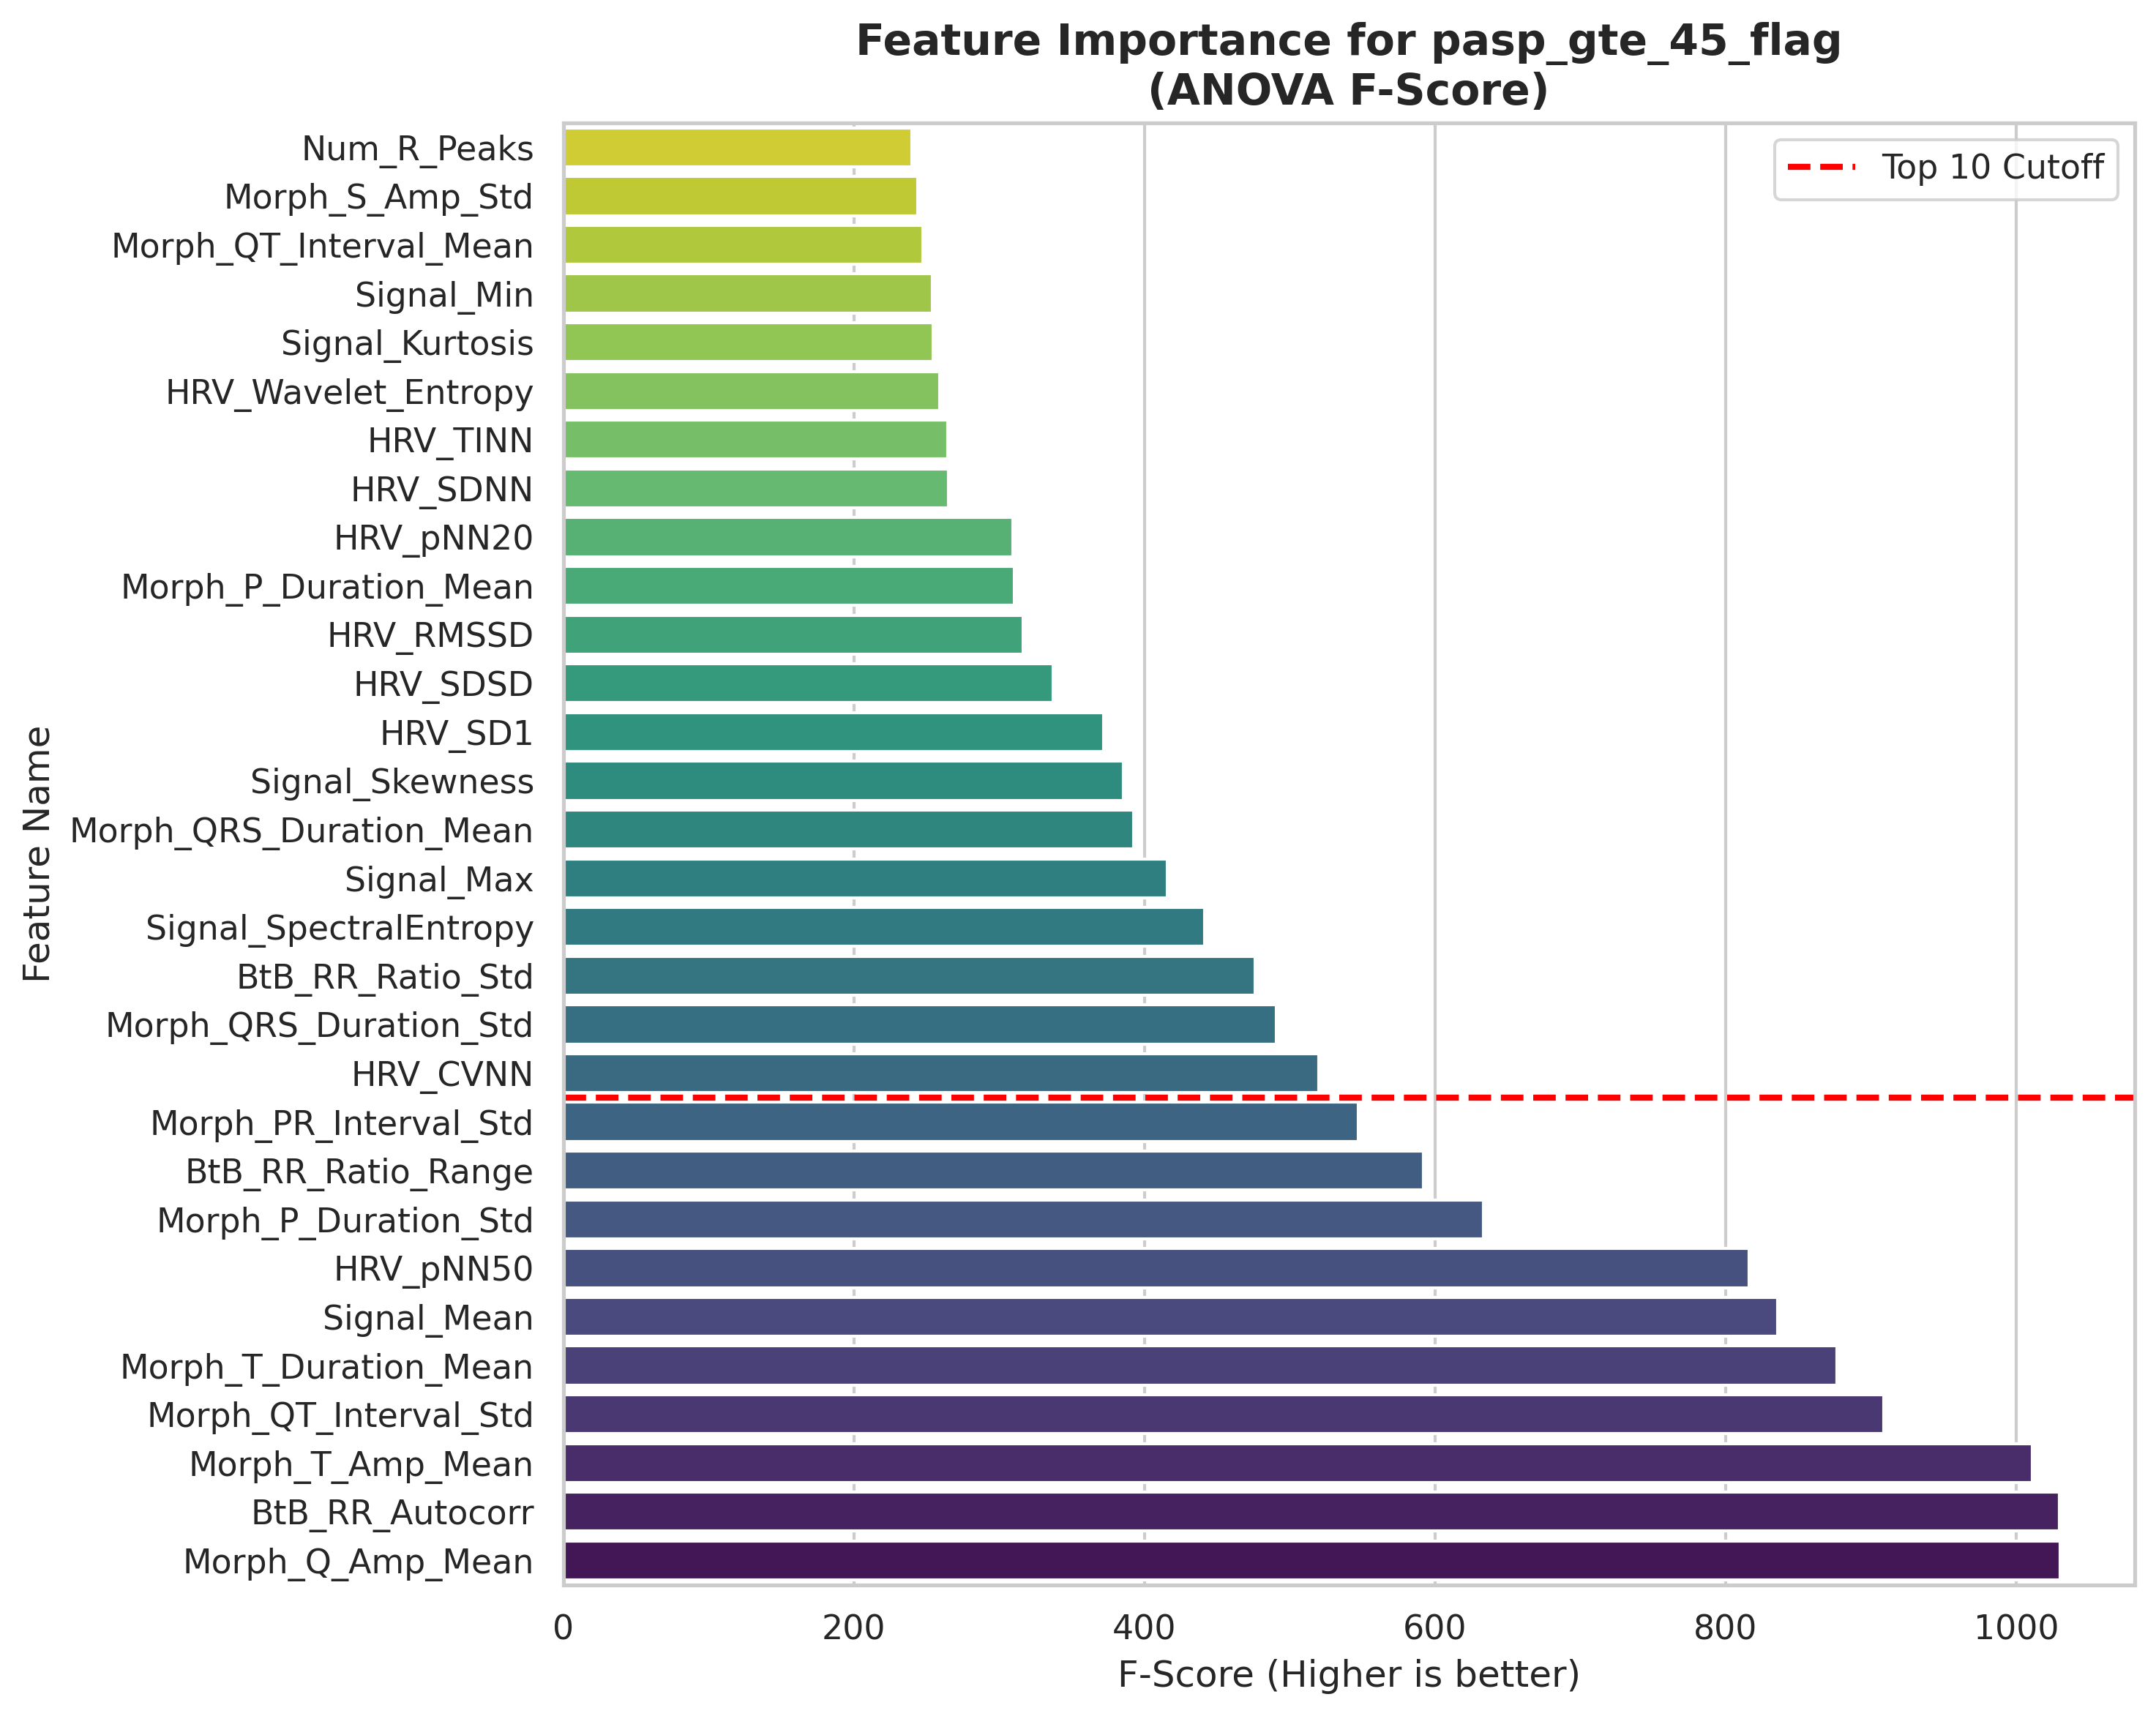 Feature Importance for pasp_gte_45_flag
(ANOVA F-Score)
Top 10 Cutoff
Feature Name
Num_R_Peaks
Morph_S_Amp_Std
Morph_QT_Interval_Mean
Signal_Min
Signal_Kurtosis
HRV_Wavelet_Entropy
HRV_TINN
HRV_SDNN
HRV_pNN20
Morph_P_Duration_Mean
HRV_RMSSD
HRV_SDSD
HRV_SD1
Signal_Skewness
Morph_QRS_Duration_Mean
Signal_Max
Signal_SpectralEntropy
BtB_RR_Ratio_Std
Morph_QRS_Duration_Std
HRV_CVNN
Morph_PR_Interval_Std
BtB_RR_Ratio_Range
Morph_P_Duration_Std
HRV_pNN50
Signal_Mean
Morph_T_Duration_Mean
Morph_QT_Interval_Std
Morph_T_Amp_Mean
BtB_RR_Autocorr
Morph_Q_Amp_Mean
0 200 400 600 800 1000
F-Score (Higher is better)